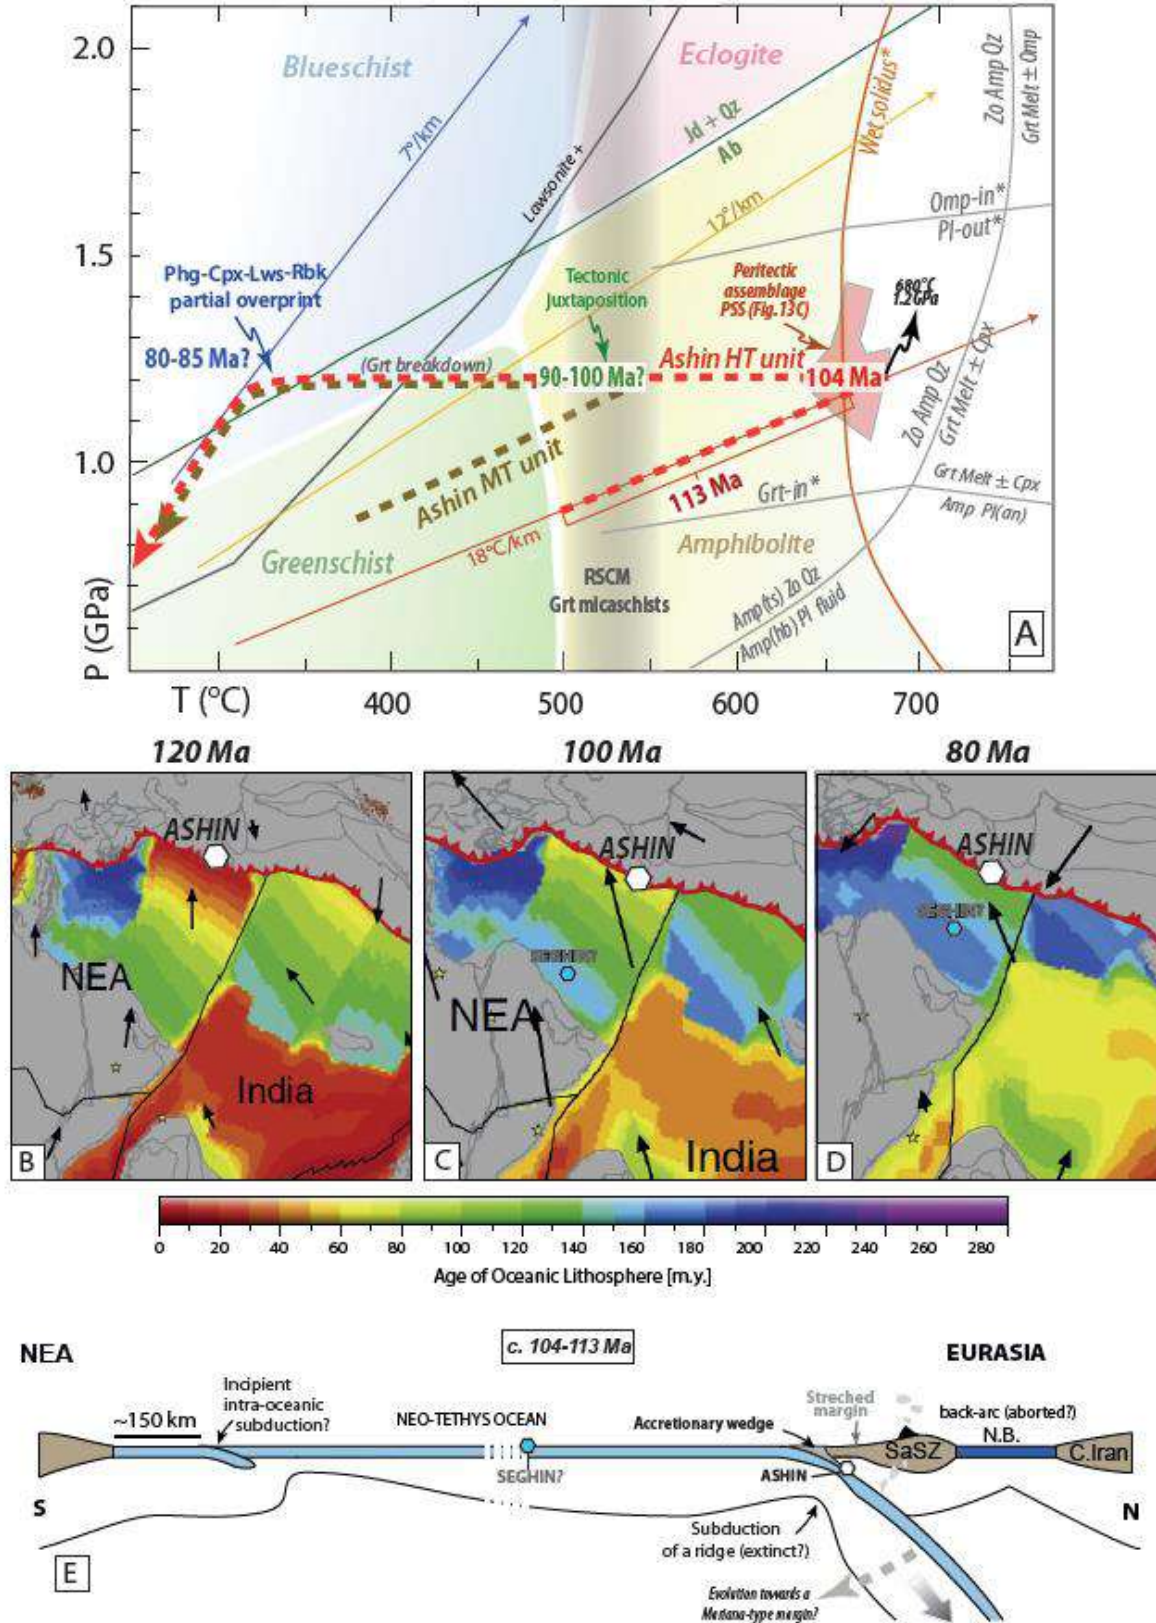 2.0
Blueschist
Eclogite
7°/km
Lawsonite +
Jd + Qz
Ab
12°/km
Wet solidus*
Zo Amp Qz
Grt Melt ± Omp
Omp-in*
Pl-out*
1.5
Phg-Cpx-Lws-Rbk
partial overprint
Tectonic
Juxtaposition
Peritectic
assemblage
PSS (Fig.13C)
680°C
1.2GPa
80-85 Ma?
(Grt breakdown)
90-100 Ma?
Ashin HT unit
104 Ma
Zo Amp Qz
Grt Melt ± Cpx
1.0
Ashin MT unit
113 Ma
Grt-in*
Grt Melt ± Cpx
Amp Pl(an)
18°C/km
Greenschist
Amphibolite
RSCM
Grt micaschists
Amp(ts) Zo Qz
Amp(hb) Pl fluid
A
P (GPa)
T (°C)
400
500
600
700
120 Ma
100 Ma
80 Ma
ASHIN
ASHIN
ASHIN
SEGHIN?
SEGHIN?
NEA
NEA
India
India
B
C
D
0 20 40 60 80 100 120 140 160 180 200 220 240 260 280
Age of Oceanic Lithosphere [m.y.]
c. 104-113 Ma
NEA
EURASIA
Incipient
intra-oceanic
subduction?
~150 km
NEO-TETHYS OCEAN
Accretionary wedge
Streched
margin
back-arc (aborted?)
N.B.
SaSZ
C.Iran
SEGHIN?
ASHIN
S
N
Subduction
of a ridge (extinct?)
E
Evolution towards a
Mariana-type margin?